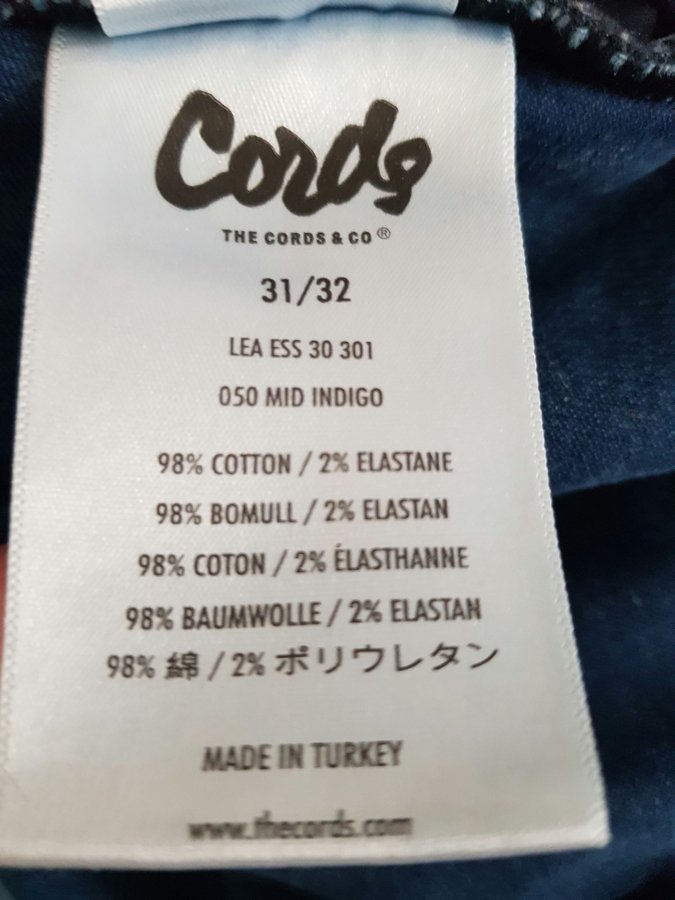 Cords
THE CORDS & CO®
31/32
LEA ESS 30 301
050 MID INDIGO
98% COTTON / 2% ELASTANE
98% BOMULL / 2% ELASTAN
98% COTON / 2% ÉLASTHANNE
98% BAUMWOLLE / 2% ELASTAN
98% 綿 / 2% ポリウレタン
MADE IN TURKEY
www.thecords.com